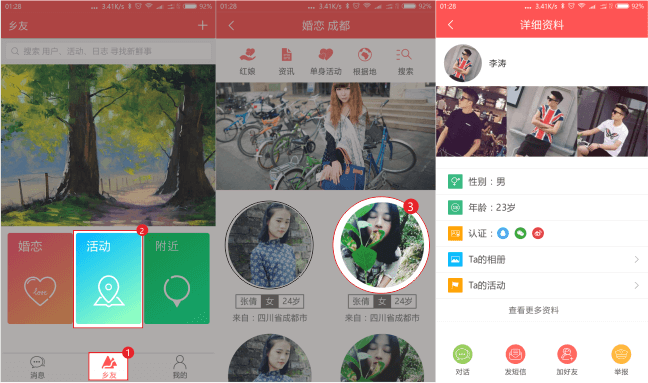 01:28
3.41K/s
92%
乡友
搜索 用户、活动、日志 寻找新鲜事
2
婚恋
活动
附近
love
1
消息
乡友
我的
01:28
3.41K/s
92%
婚恋 成都
红娘
资讯
单身活动
根据地
搜索
3
张倩 女 24岁
张倩 女 24岁
来自：四川省成都市
来自：四川省成都市
01:28
3.41K/s
92%
详细资料
李涛
性别：男
年龄：23岁
认证：
Ta的相册
Ta的活动
查看更多资料
对话
发短信
加好友
举报